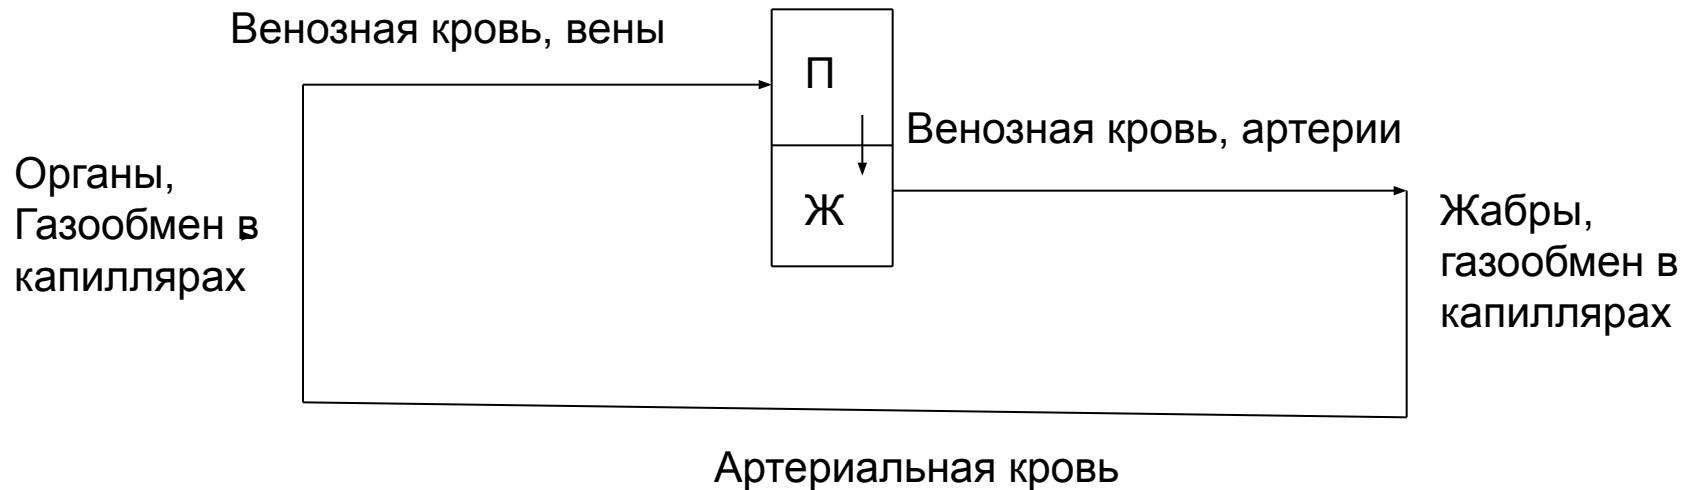 Венозная кровь, вены
П
Венозная кровь, артерии
Органы,
Газообмен в
капиллярах
Ж
Жабры,
газообмен в
капиллярах
Артериальная кровь